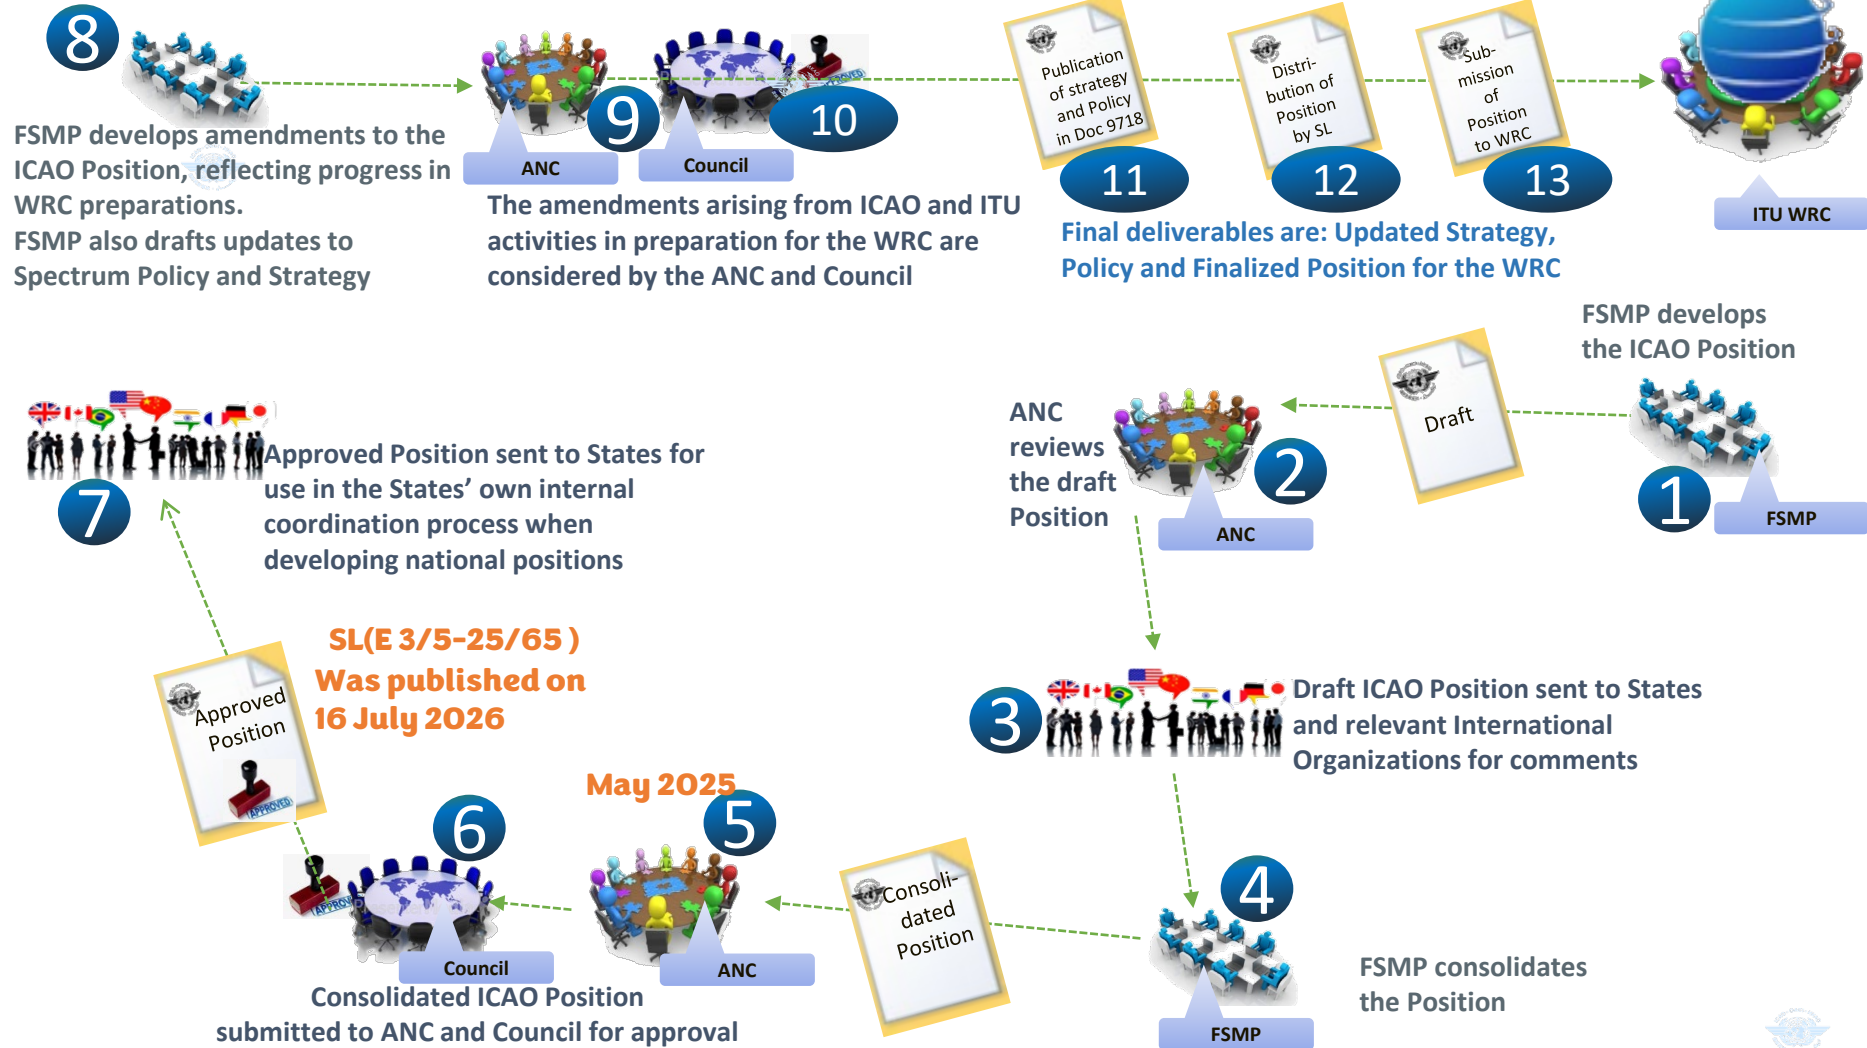 8
FSMP develops amendments to the
ICAO Position, reflecting progress in
WRC preparations.
FSMP also drafts updates to
Spectrum Policy and Strategy
ANC
9
Council
APPROVED
10
The amendments arising from ICAO and ITU
activities in preparation for the WRC are
considered by the ANC and Council
Publication
of strategy
and Policy
in Doc 9718
11
Distri-
bution of
Position
by SL
12
Sub-
mission
of
Position
to WRC
13
Final deliverables are: Updated Strategy,
Policy and Finalized Position for the WRC
ITU WRC
FSMP develops
the ICAO Position
1
FSMP
Draft
ANC
reviews
the draft
Position
2
ANC
3
Draft ICAO Position sent to States
and relevant International
Organizations for comments
4
FSMP
FSMP consolidates
the Position
Consoli-
dated
Position
May 2025
5
ANC
6
Council
Consolidated ICAO Position
submitted to ANC and Council for approval
Approved
Position
APPROVED
SL(E 3/5-25/65 )
Was published on
16 July 2026
7
Approved Position sent to States for
use in the States’ own internal
coordination process when
developing national positions